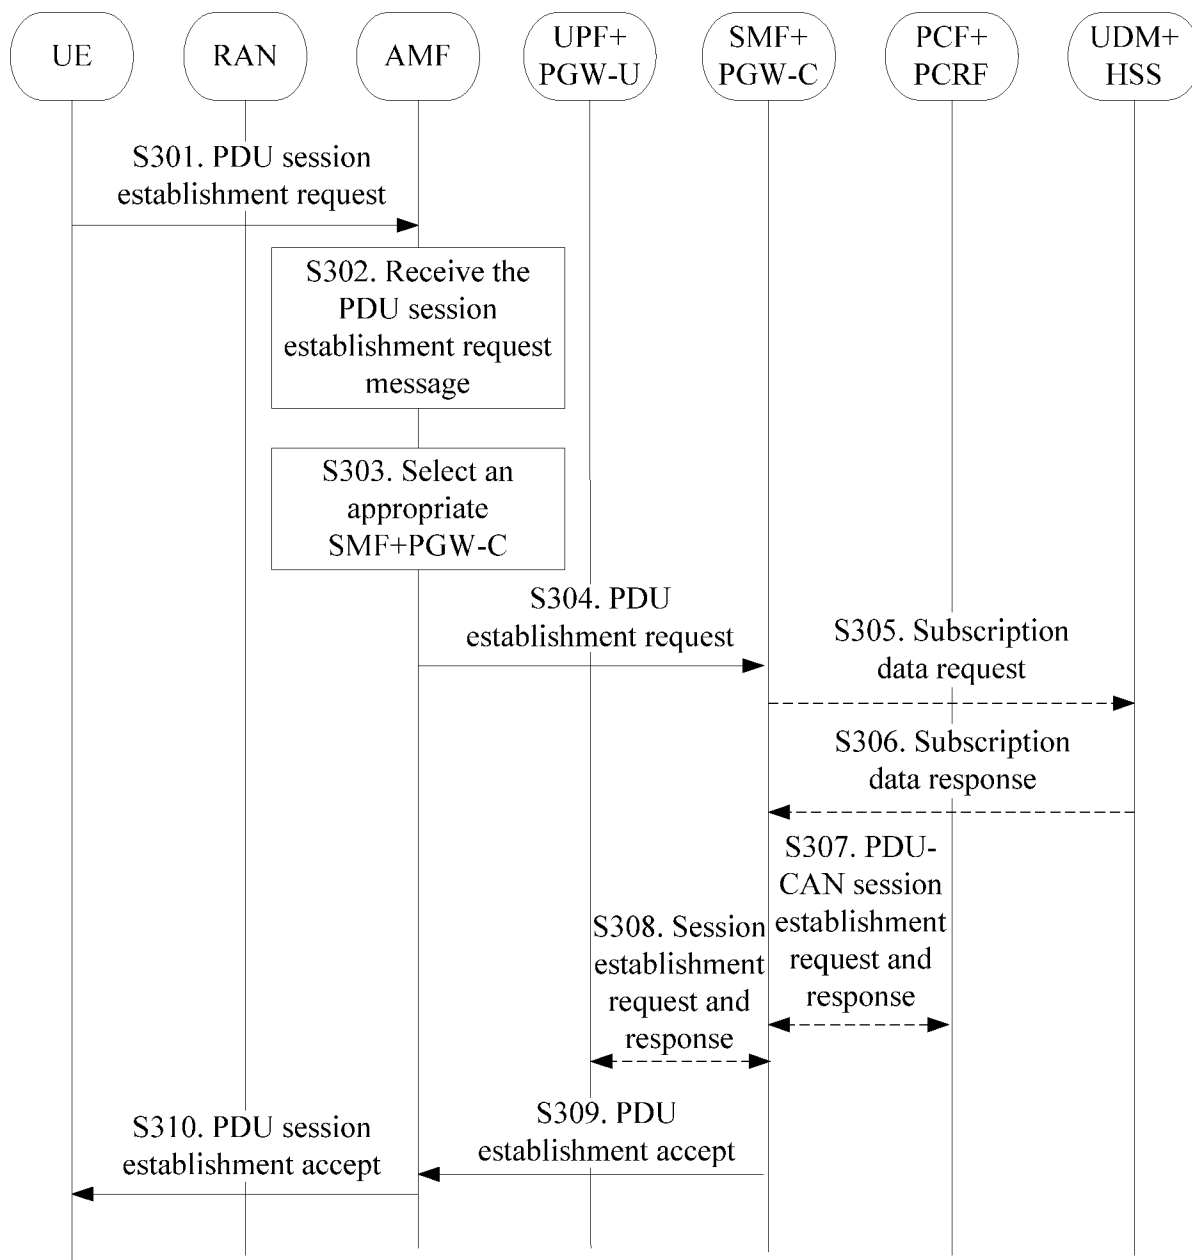 UE
RAN
AMF
UPF+
PGW-U
SMF+
PGW-C
PCF+
PCRF
UDM+
HSS
S301. PDU session
establishment request
S302. Receive the
PDU session
establishment request
message
S303. Select an
appropriate
SMF+PGW-C
S304. PDU
establishment request
S305. Subscription
data request
S306. Subscription
data response
S307. PDU-
CAN session
establishment
request and
response
S308. Session
establishment
request and
response
S309. PDU
establishment accept
S310. PDU session
establishment accept